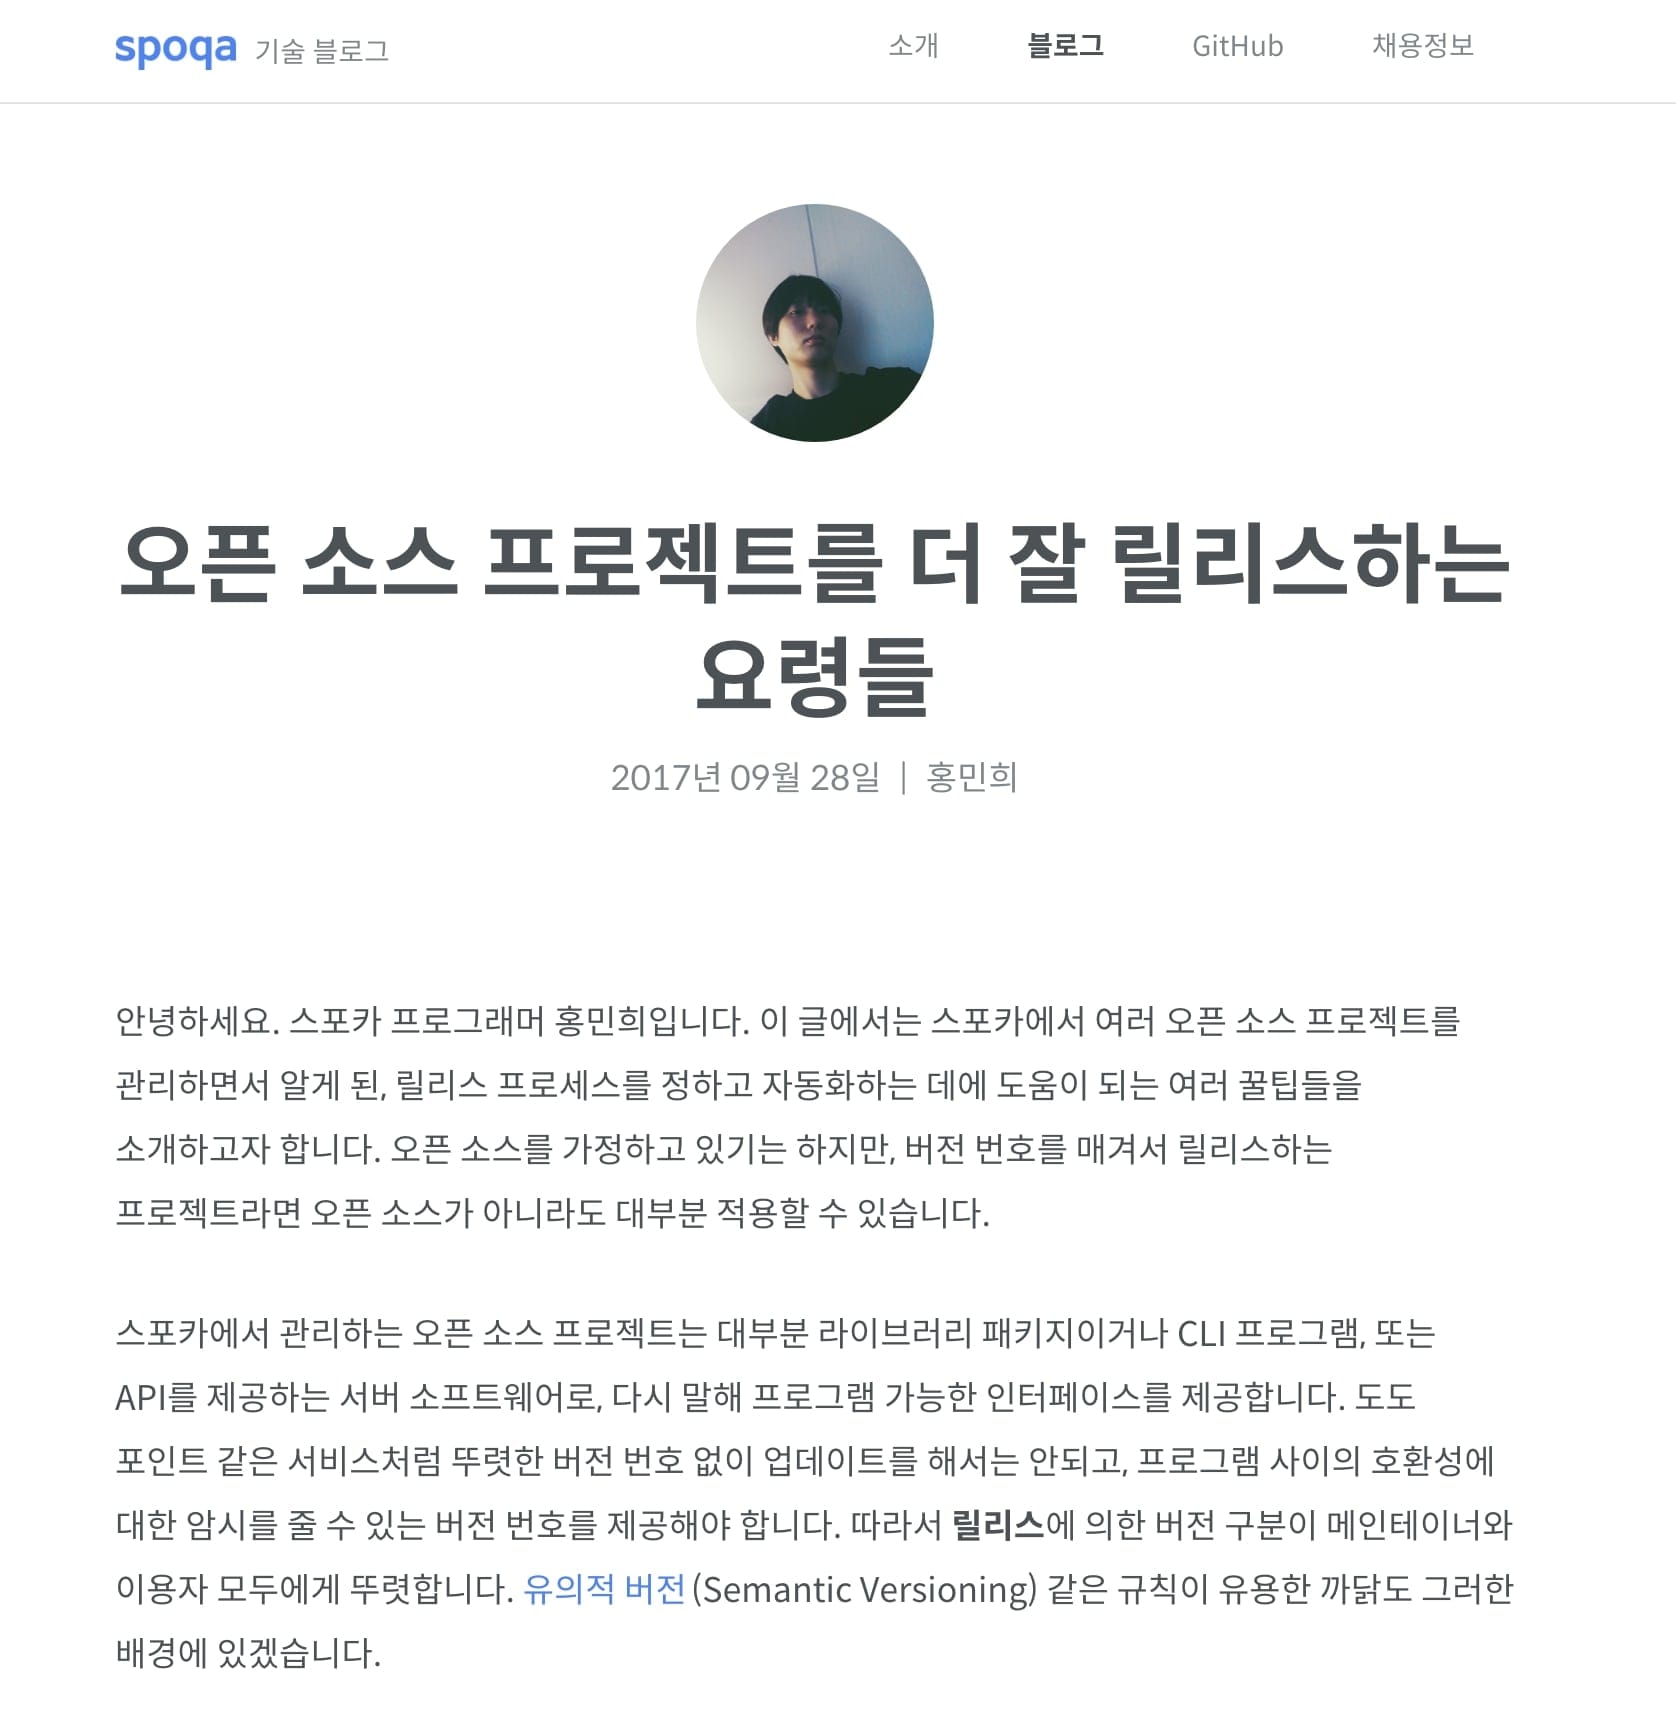 spoqa 기술 블로그 소개 블로그 GitHub 채용정보
오픈 소스 프로젝트를 더 잘 릴리스하는
요령들
2017년 09월 28일 | 홍민희
안녕하세요. 스포카 프로그래머 홍민희입니다. 이 글에서는 스포카에서 여러 오픈 소스 프로젝트를
관리하면서 알게 된, 릴리스 프로세스를 정하고 자동화하는 데에 도움이 되는 여러 꿀팁들을
소개하고자 합니다. 오픈 소스를 가정하고 있기는 하지만, 버전 번호를 매겨서 릴리스하는
프로젝트라면 오픈 소스가 아니라도 대부분 적용할 수 있습니다.
스포카에서 관리하는 오픈 소스 프로젝트는 대부분 라이브러리 패키지이거나 CLI 프로그램, 또는
API를 제공하는 서버 소프트웨어로, 다시 말해 프로그램 가능한 인터페이스를 제공합니다. 도도
포인트 같은 서비스처럼 뚜렷한 버전 번호 없이 업데이트를 해서는 안되고, 프로그램 사이의 호환성에
대한 암시를 줄 수 있는 버전 번호를 제공해야 합니다. 따라서 릴리스에 의한 버전 구분이 메인테이너와
이용자 모두에게 뚜렷합니다. 유의적 버전(Semantic Versioning) 같은 규칙이 유용한 까닭도 그러한
배경에 있겠습니다.